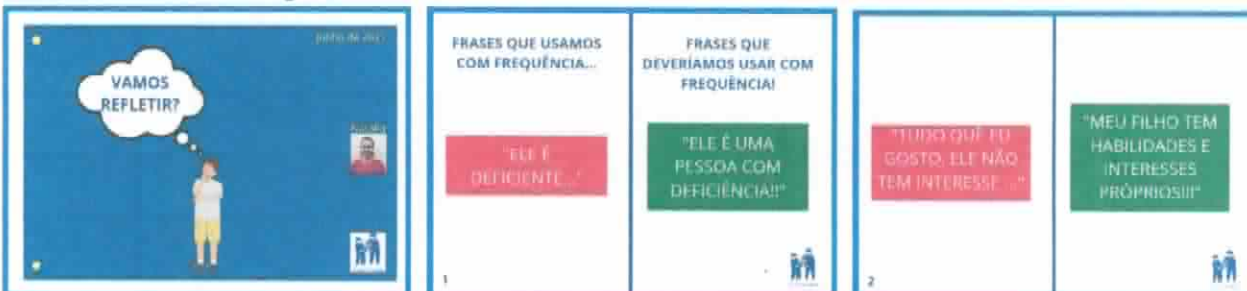 VAMOS
REFLETIR?
FRASES QUE USAMOS
COM FREQUÊNCIA...
"ELE É
DEFICIENTE..."
1
FRASES QUE
DEVERÍAMOS USAR COM
FREQUÊNCIA!
"ELE É UMA
PESSOA COM
DEFICIÊNCIA!!"
"TUDO QUE EU
GOSTO, ELE NÃO
TEM INTERESSE ..."
2
"MEU FILHO TEM
HABILIDADES E
INTERESSES
PRÓPRIOS!!!"